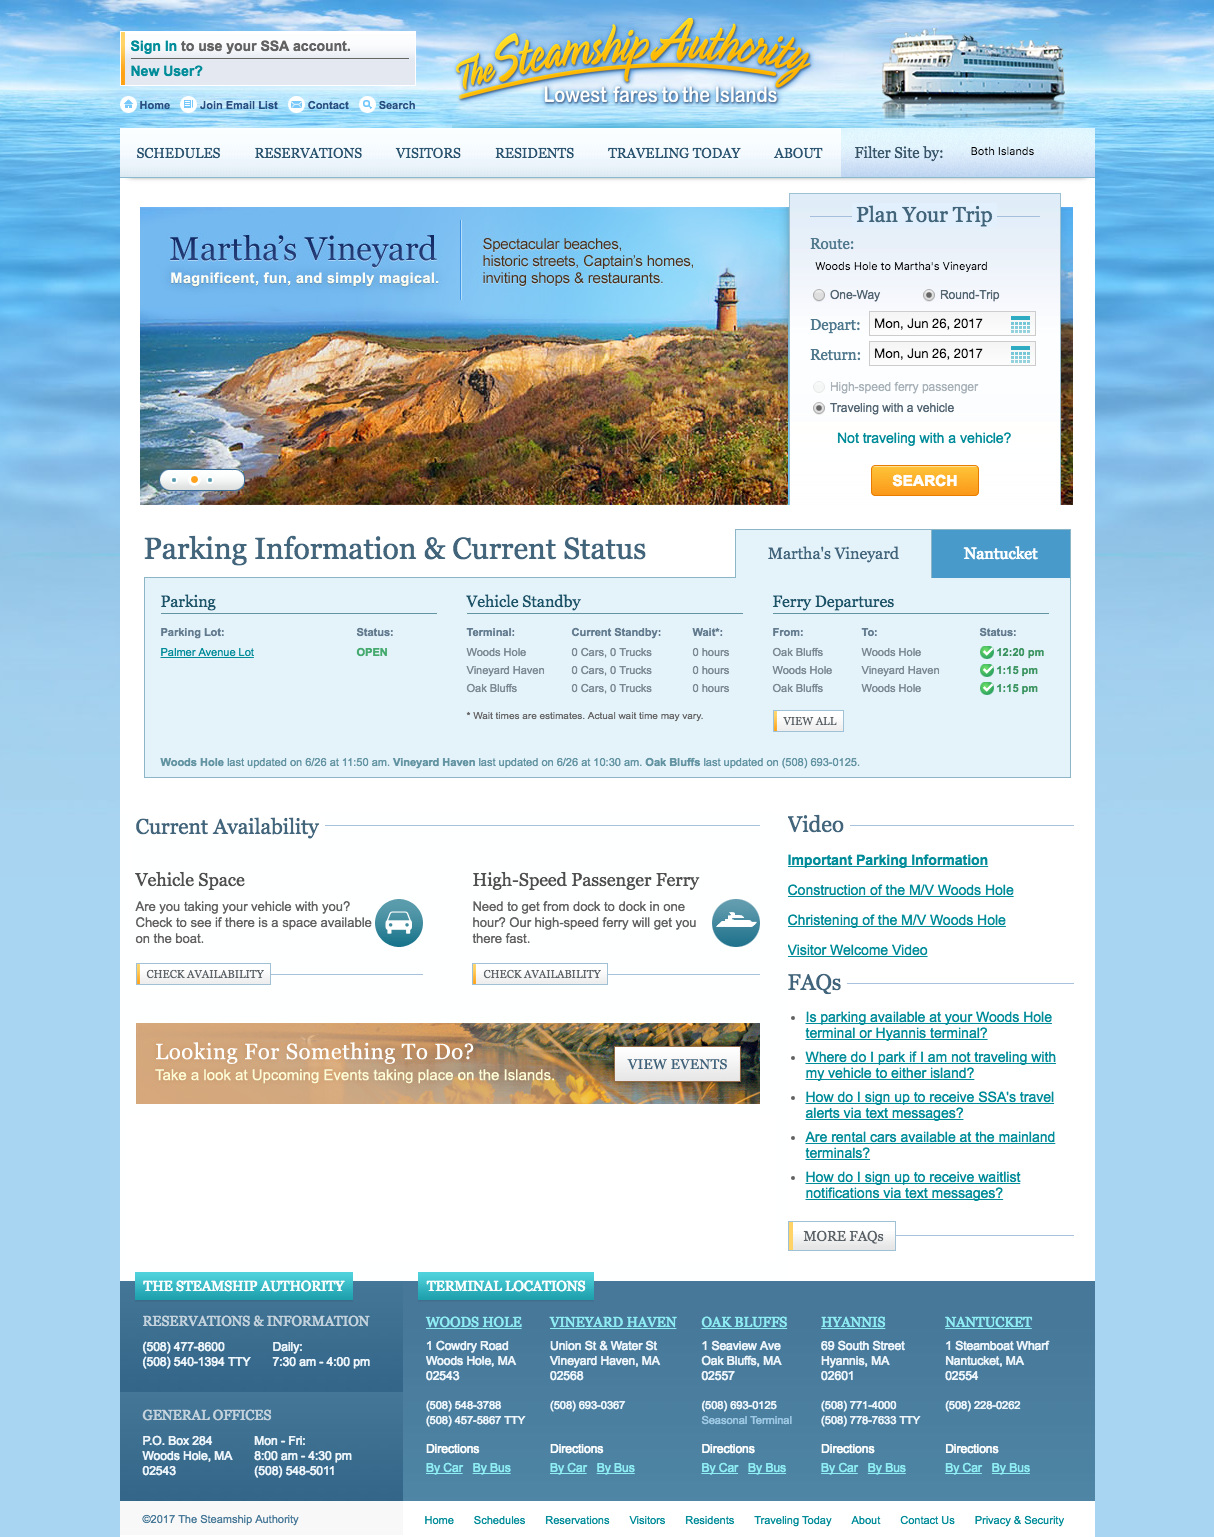 Sign In to use your SSA account.
New User?
Home Join Email List Contact Search
The Steamship Authority
Lowest fares to the Islands
SCHEDULES RESERVATIONS VISITORS RESIDENTS TRAVELING TODAY ABOUT Filter Site by: Both Islands
Martha's Vineyard
Magnificent, fun, and simply magical.
Spectacular beaches,
historic streets, Captain's homes,
inviting shops & restaurants.
Plan Your Trip
Route:
Woods Hole to Martha's Vineyard
One-Way Round-Trip
Depart: Mon, Jun 26, 2017
Return: Mon, Jun 26, 2017
High-speed ferry passenger
Traveling with a vehicle
Not traveling with a vehicle?
SEARCH
Parking Information & Current Status
Martha's Vineyard Nantucket
Parking
Parking Lot: Status:
Palmer Avenue Lot OPEN
Vehicle Standby
Terminal: Current Standby: Wait*:
Woods Hole 0 Cars, 0 Trucks 0 hours
Vineyard Haven 0 Cars, 0 Trucks 0 hours
Oak Bluffs 0 Cars, 0 Trucks 0 hours
* Wait times are estimates. Actual wait time may vary.
Ferry Departures
From: To: Status:
Oak Bluffs Woods Hole 12:20 pm
Woods Hole Vineyard Haven 1:15 pm
Oak Bluffs Woods Hole 1:15 pm
VIEW ALL
Woods Hole last updated on 6/26 at 11:50 am. Vineyard Haven last updated on 6/26 at 10:30 am. Oak Bluffs last updated on (508) 693-0125.
Current Availability
Vehicle Space
Are you taking your vehicle with you?
Check to see if there is a space available
on the boat.
CHECK AVAILABILITY
High-Speed Passenger Ferry
Need to get from dock to dock in one
hour? Our high-speed ferry will get you
there fast.
CHECK AVAILABILITY
Looking For Something To Do?
Take a look at Upcoming Events taking place on the Islands.
VIEW EVENTS
Video
Important Parking Information
Construction of the M/V Woods Hole
Christening of the M/V Woods Hole
Visitor Welcome Video
FAQs
• Is parking available at your Woods Hole
terminal or Hyannis terminal?
• Where do I park if I am not traveling with
my vehicle to either island?
• How do I sign up to receive SSA's travel
alerts via text messages?
• Are rental cars available at the mainland
terminals?
• How do I sign up to receive waitlist
notifications via text messages?
MORE FAQs
THE STEAMSHIP AUTHORITY
RESERVATIONS & INFORMATION
(508) 477-8600 Daily:
(508) 540-1394 TTY 7:30 am - 4:00 pm
GENERAL OFFICES
P.O. Box 284 Mon - Fri:
Woods Hole, MA 8:00 am - 4:30 pm
02543 (508) 548-5011
TERMINAL LOCATIONS
WOODS HOLE
1 Cowdry Road
Woods Hole, MA
02543
(508) 548-3788
(508) 457-5867 TTY
Directions
By Car By Bus
VINEYARD HAVEN
Union St & Water St
Vineyard Haven, MA
02568
(508) 693-0367
Directions
By Car By Bus
OAK BLUFFS
1 Seaview Ave
Oak Bluffs, MA
02557
(508) 693-0125
Seasonal Terminal
Directions
By Car By Bus
HYANNIS
69 South Street
Hyannis, MA
02601
(508) 771-4000
(508) 778-7633 TTY
Directions
By Car By Bus
NANTUCKET
1 Steamboat Wharf
Nantucket, MA
02554
(508) 228-0262
Directions
By Car By Bus
©2017 The Steamship Authority
Home Schedules Reservations Visitors Residents Traveling Today About Contact Us Privacy & Security